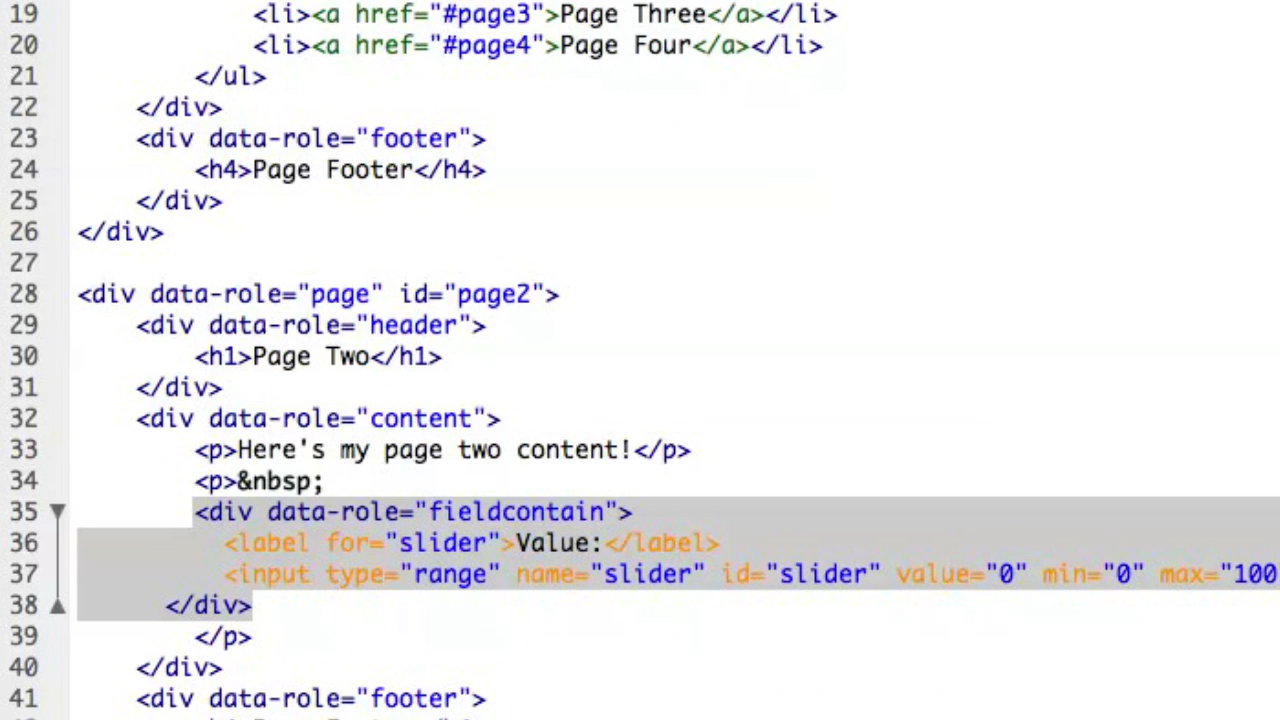 19 <li><a href="#page3">Page Three</a></li>
20 <li><a href="#page4">Page Four</a></li>
21 </ul>
22 </div>
23 <div data-role="footer">
24 <h4>Page Footer</h4>
25 </div>
26 </div>
27
28 <div data-role="page" id="page2">
29 <div data-role="header">
30 <h1>Page Two</h1>
31 </div>
32 <div data-role="content">
33 <p>Here's my page two content!</p>
34 <p>&nbsp;
35 <div data-role="fieldcontain">
36 <label for="slider">Value:</label>
37 <input type="range" name="slider" id="slider" value="0" min="0" max="100
38 </div>
39 </p>
40 </div>
41 <div data-role="footer">